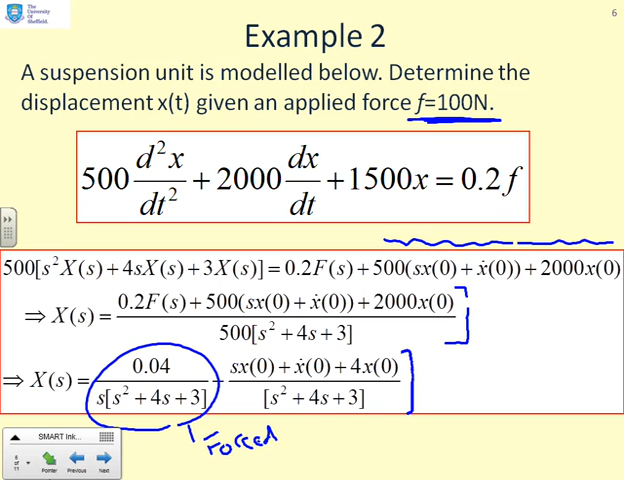 The
University
Of
Sheffield.
6
Example 2
A suspension unit is modelled below. Determine the
displacement x(t) given an applied force f=100N.
500 d²x/dt² + 2000 dx/dt + 1500x = 0.2f
500[s²X(s) + 4sX(s) + 3X(s)] = 0.2F(s) + 500(sx(0) + ẋ(0)) + 2000x(0)
⇒ X(s) = 0.2F(s) + 500(sx(0) + ẋ(0)) + 2000x(0) / 500[s² + 4s + 3]
⇒ X(s) = 0.04 / s[s² + 4s + 3] + sx(0) + ẋ(0) + 4x(0) / [s² + 4s + 3]
Forced
SMART Ink...
6
of
11
Pointer Previous Next